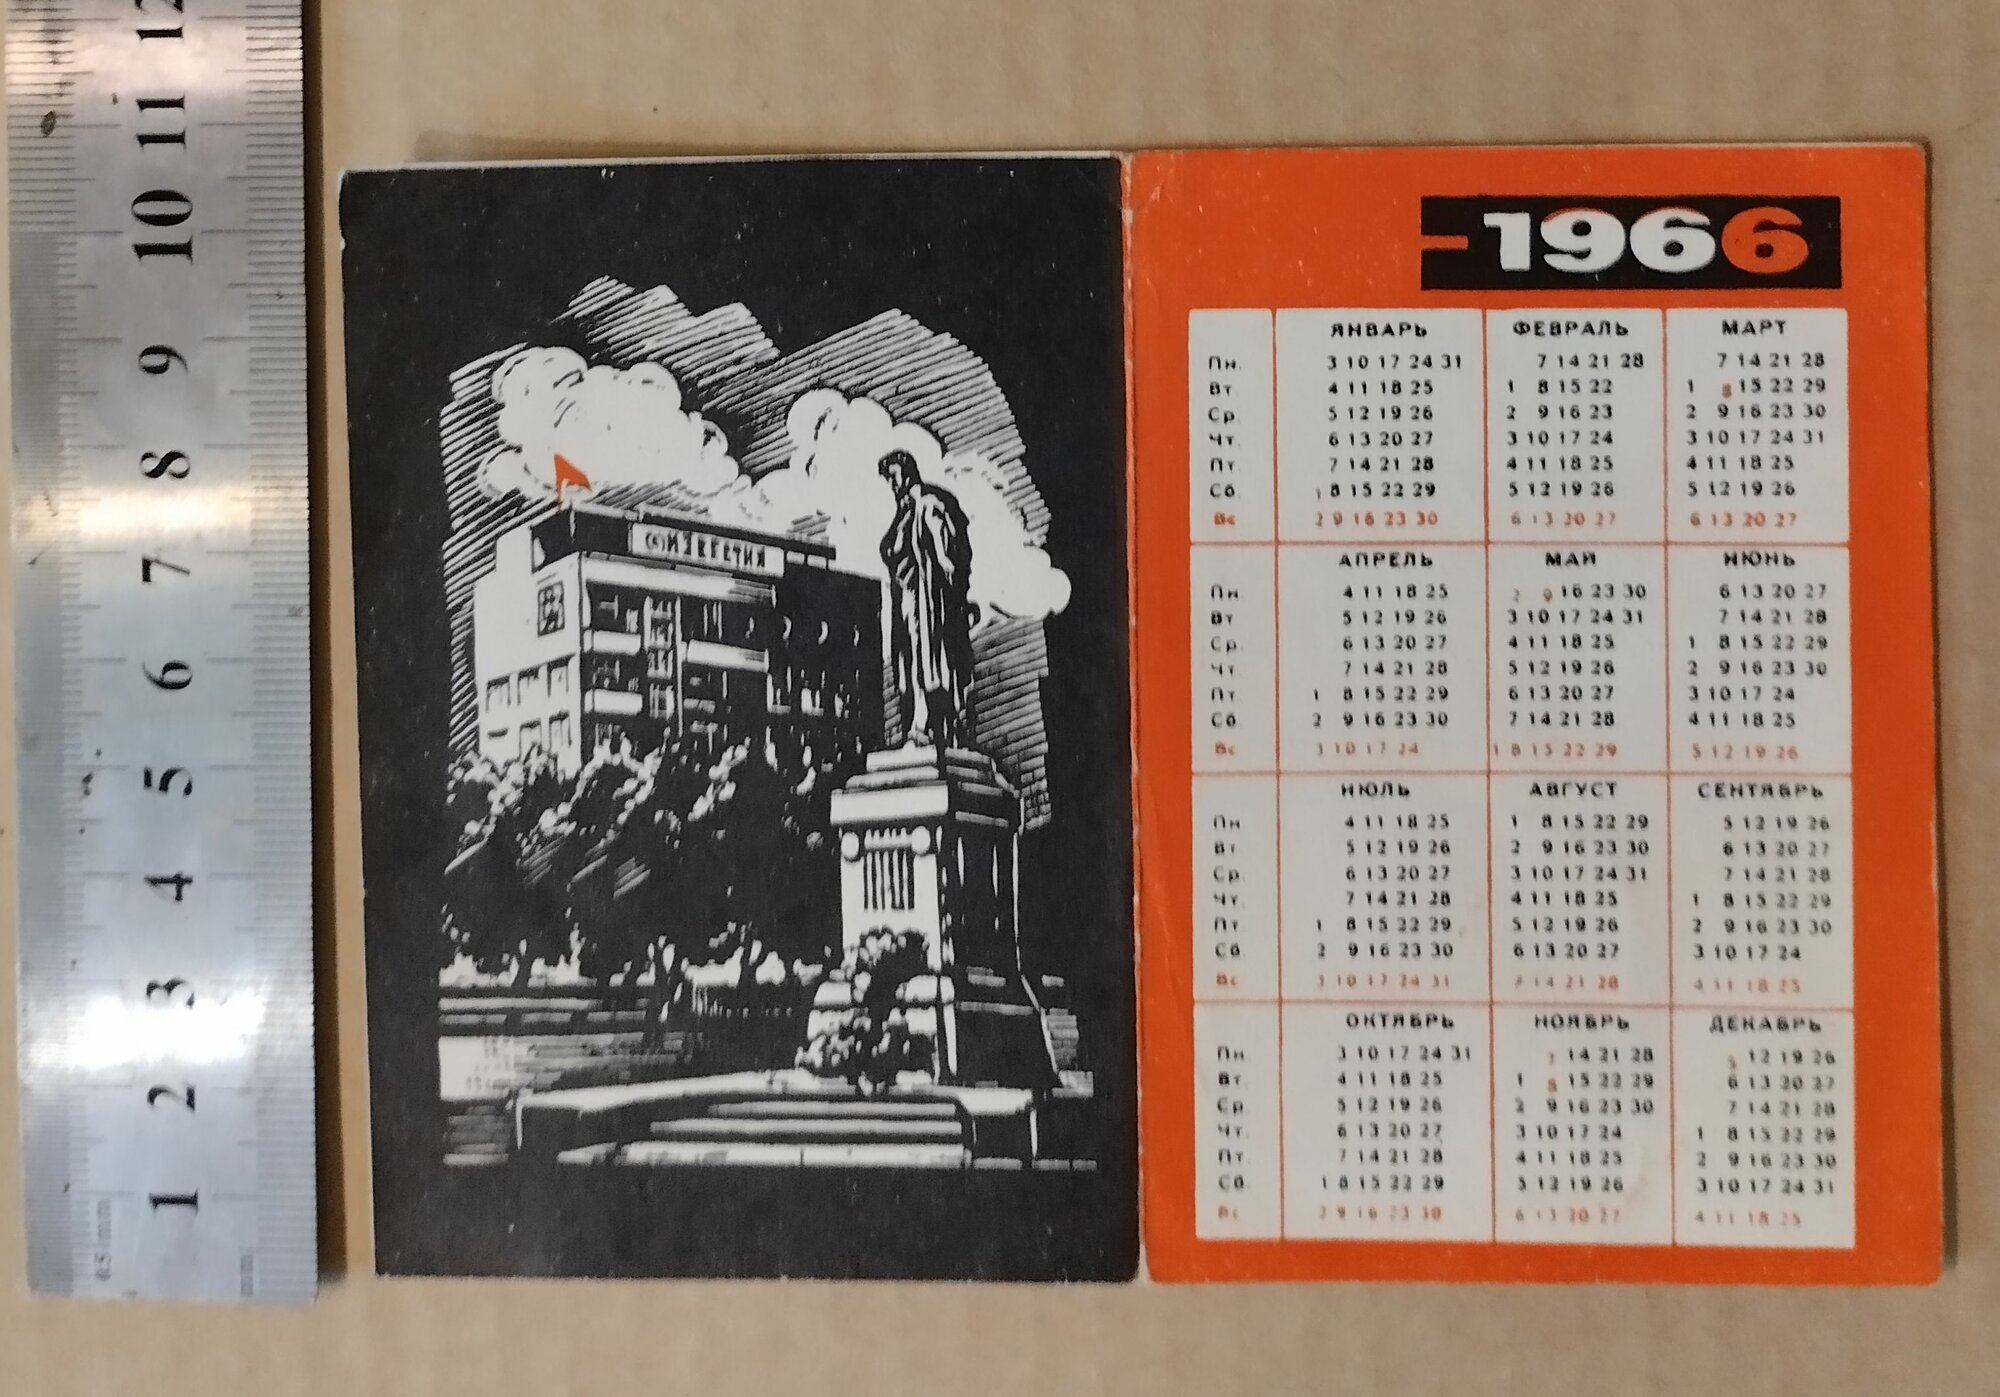 12
11
10
9
8
7
6
5
4
3
2
1
0.5 mm
mm
ИЗВЕСТИЯ
1966
ЯНВАРЬ ФЕВРАЛЬ МАРТ
Пн. 3 10 17 24 31 7 14 21 28 7 14 21 28
Вт. 4 11 18 25 1 8 15 22 1 8 15 22 29
Ср. 5 12 19 26 2 9 16 23 2 9 16 23 30
Чт. 6 13 20 27 3 10 17 24 3 10 17 24 31
Пт. 7 14 21 28 4 11 18 25 4 11 18 25
Сб. 1 8 15 22 29 5 12 19 26 5 12 19 26
Вс 2 9 16 23 30 6 13 20 27 6 13 20 27
АПРЕЛЬ МАЙ ИЮНЬ
Пн 4 11 18 25 2 9 16 23 30 6 13 20 27
Вт 5 12 19 26 3 10 17 24 31 7 14 21 28
Ср. 6 13 20 27 4 11 18 25 1 8 15 22 29
Чт. 7 14 21 28 5 12 19 26 2 9 16 23 30
Пт 1 8 15 22 29 6 13 20 27 3 10 17 24
Сб. 2 9 16 23 30 7 14 21 28 4 11 18 25
Вс 3 10 17 24 1 8 15 22 29 5 12 19 26
ИЮЛЬ АВГУСТ СЕНТЯБРЬ
Пн 4 11 18 25 1 8 15 22 29 5 12 19 26
Вт. 5 12 19 26 2 9 16 23 30 6 13 20 27
Ср. 6 13 20 27 3 10 17 24 31 7 14 21 28
Чт. 7 14 21 28 4 11 18 25 1 8 15 22 29
Пт 1 8 15 22 29 5 12 19 26 2 9 16 23 30
Сб. 2 9 16 23 30 6 13 20 27 3 10 17 24
Вс 3 10 17 24 31 7 14 21 28 4 11 18 25
ОКТЯБРЬ НОЯБРЬ ДЕКАБРЬ
Пн 3 10 17 24 31 7 14 21 28 5 12 19 26
Вт. 4 11 18 25 1 8 15 22 29 6 13 20 27
Ср 5 12 19 26 2 9 16 23 30 7 14 21 28
Чт. 6 13 20 27 3 10 17 24 1 8 15 22 29
Пт. 7 14 21 28 4 11 18 25 2 9 16 23 30
Сб. 1 8 15 22 29 5 12 19 26 3 10 17 24 31
Вс 2 9 16 23 30 6 13 20 27 4 11 18 25